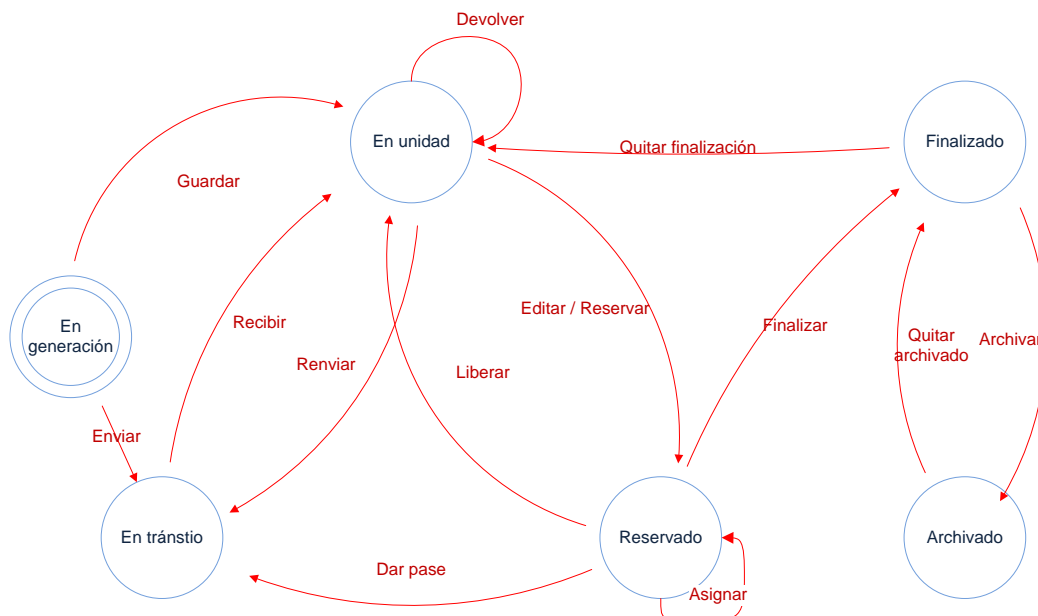 Devolver
En unidad
Finalizado
Quitar finalización
Guardar
Editar / Reservar
Recibir
Finalizar
En
generación
Quitar
archivado
Archivar
Renviar
Liberar
Enviar
En tránstio
Reservado
Archivado
Dar pase
Asignar